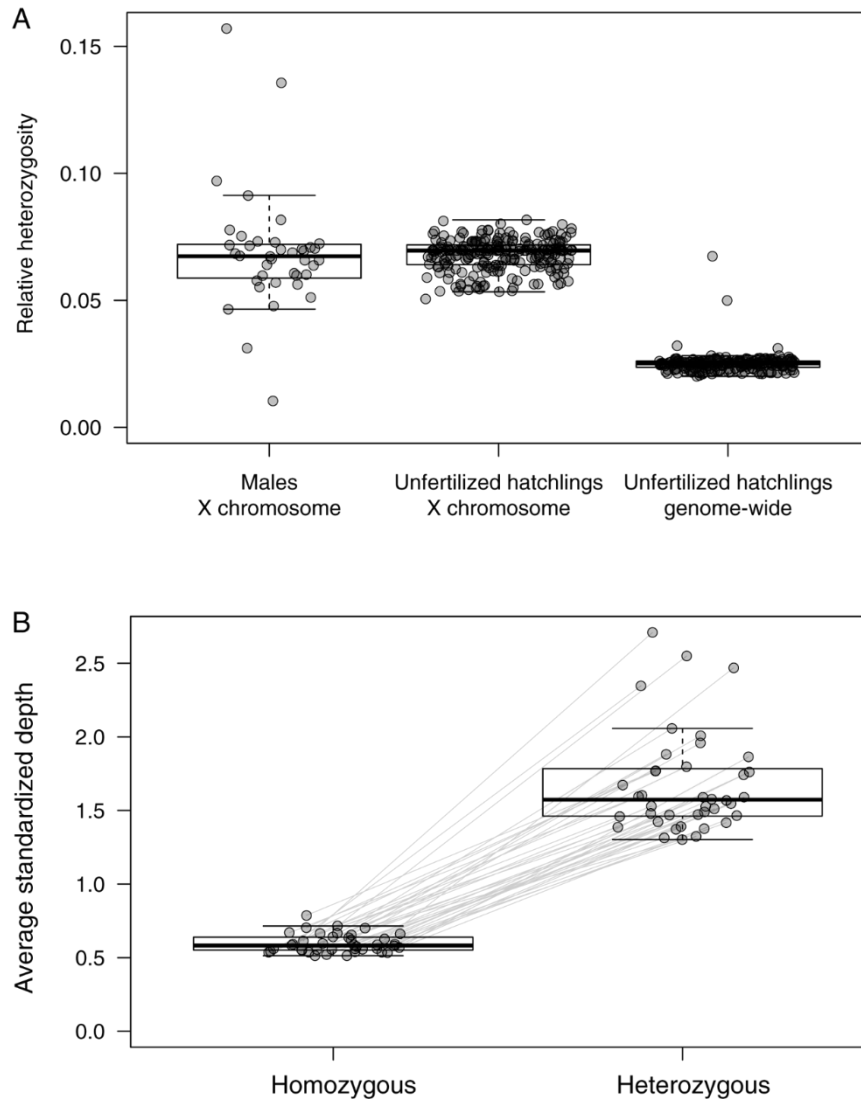 A
Relative heterozygosity
0.15
0.10
0.05
0.00
Males
X chromosome
Unfertilized hatchlings
X chromosome
Unfertilized hatchlings
genome-wide
B
Average standardized depth
2.5
2.0
1.5
1.0
0.5
0.0
Homozygous
Heterozygous